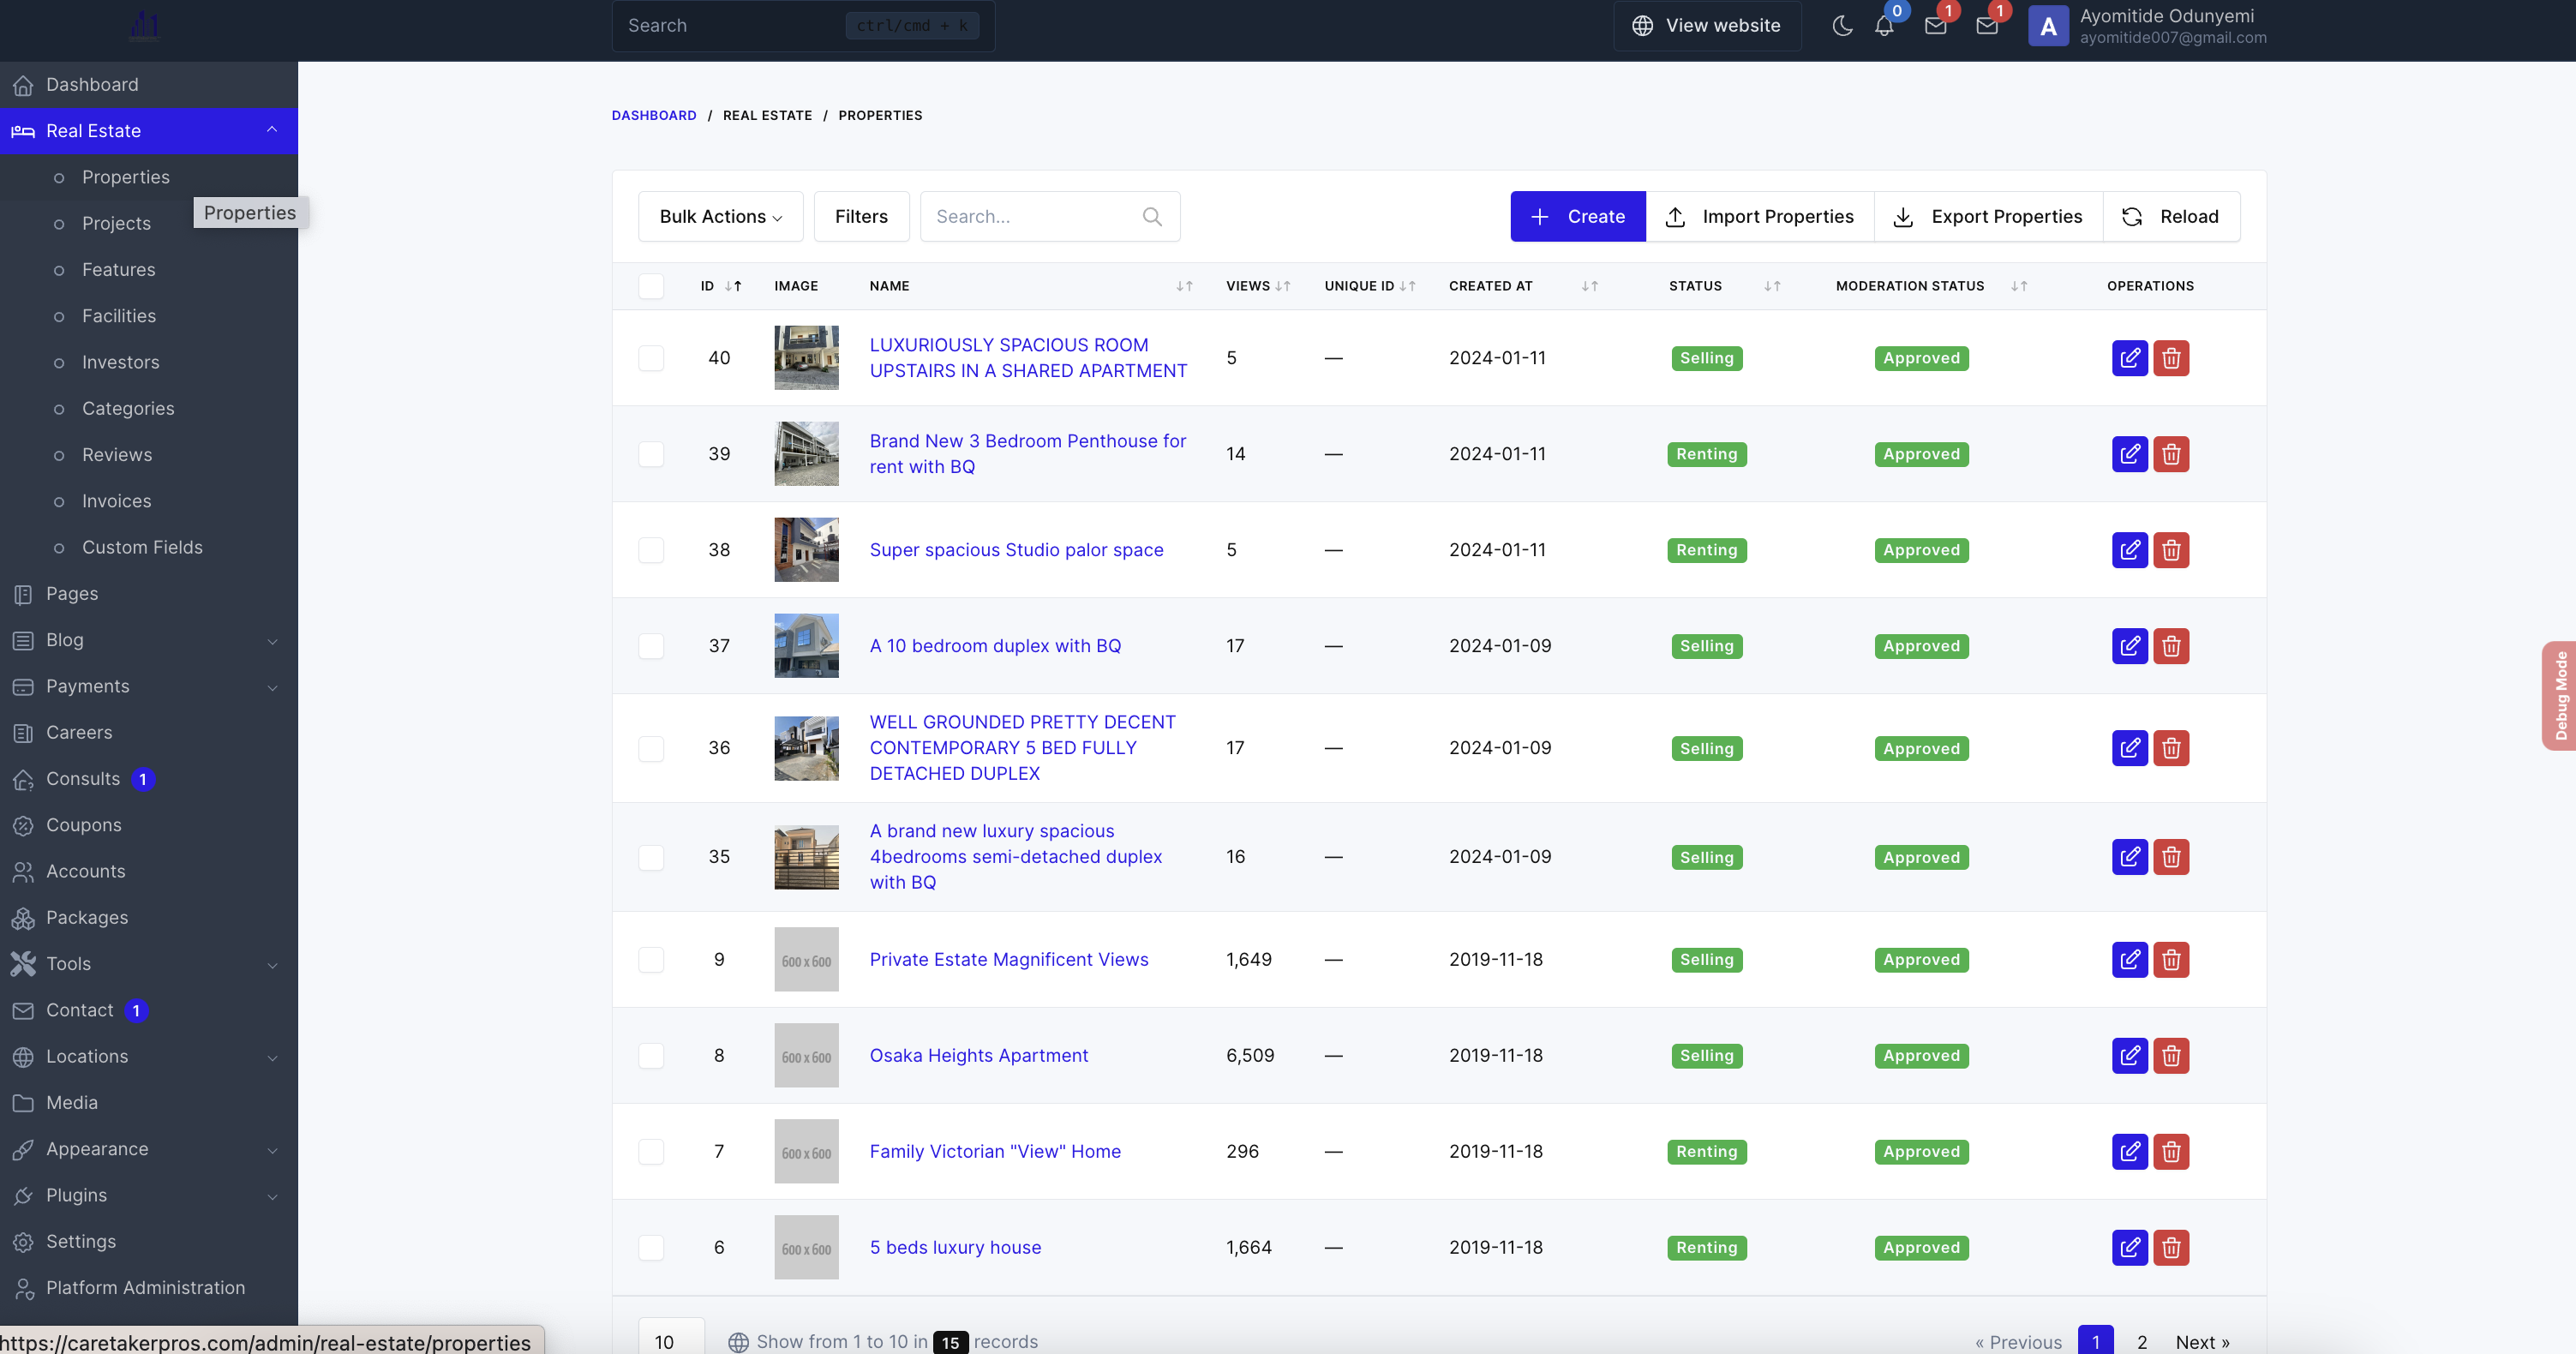 Search
ctrl/cmd + k
View website
0
1
1
A
Ayomitide Odunyemi
ayomitide007@gmail.com
Dashboard
Real Estate
Properties
Properties
Projects
Features
Facilities
Investors
Categories
Reviews
Invoices
Custom Fields
Pages
Blog
Payments
Careers
Consults 1
Coupons
Accounts
Packages
Tools
Contact 1
Locations
Media
Appearance
Plugins
Settings
Platform Administration
https://caretakerpros.com/admin/real-estate/properties
DASHBOARD / REAL ESTATE / PROPERTIES
Bulk Actions
Filters
Search...
Create
Import Properties
Export Properties
Reload
ID IMAGE NAME VIEWS UNIQUE ID CREATED AT STATUS MODERATION STATUS OPERATIONS
40 LUXURIOUSLY SPACIOUS ROOM
UPSTAIRS IN A SHARED APARTMENT 5 — 2024-01-11 Selling Approved
39 Brand New 3 Bedroom Penthouse for
rent with BQ 14 — 2024-01-11 Renting Approved
38 Super spacious Studio palor space 5 — 2024-01-11 Renting Approved
37 A 10 bedroom duplex with BQ 17 — 2024-01-09 Selling Approved
36 WELL GROUNDED PRETTY DECENT
CONTEMPORARY 5 BED FULLY
DETACHED DUPLEX 17 — 2024-01-09 Selling Approved
35 A brand new luxury spacious
4bedrooms semi-detached duplex
with BQ 16 — 2024-01-09 Selling Approved
9 600 x 600 Private Estate Magnificent Views 1,649 — 2019-11-18 Selling Approved
8 600 x 600 Osaka Heights Apartment 6,509 — 2019-11-18 Selling Approved
7 600 x 600 Family Victorian "View" Home 296 — 2019-11-18 Renting Approved
6 600 x 600 5 beds luxury house 1,664 — 2019-11-18 Renting Approved
10 Show from 1 to 10 in 15 records
« Previous 1 2 Next »
Debug Mode